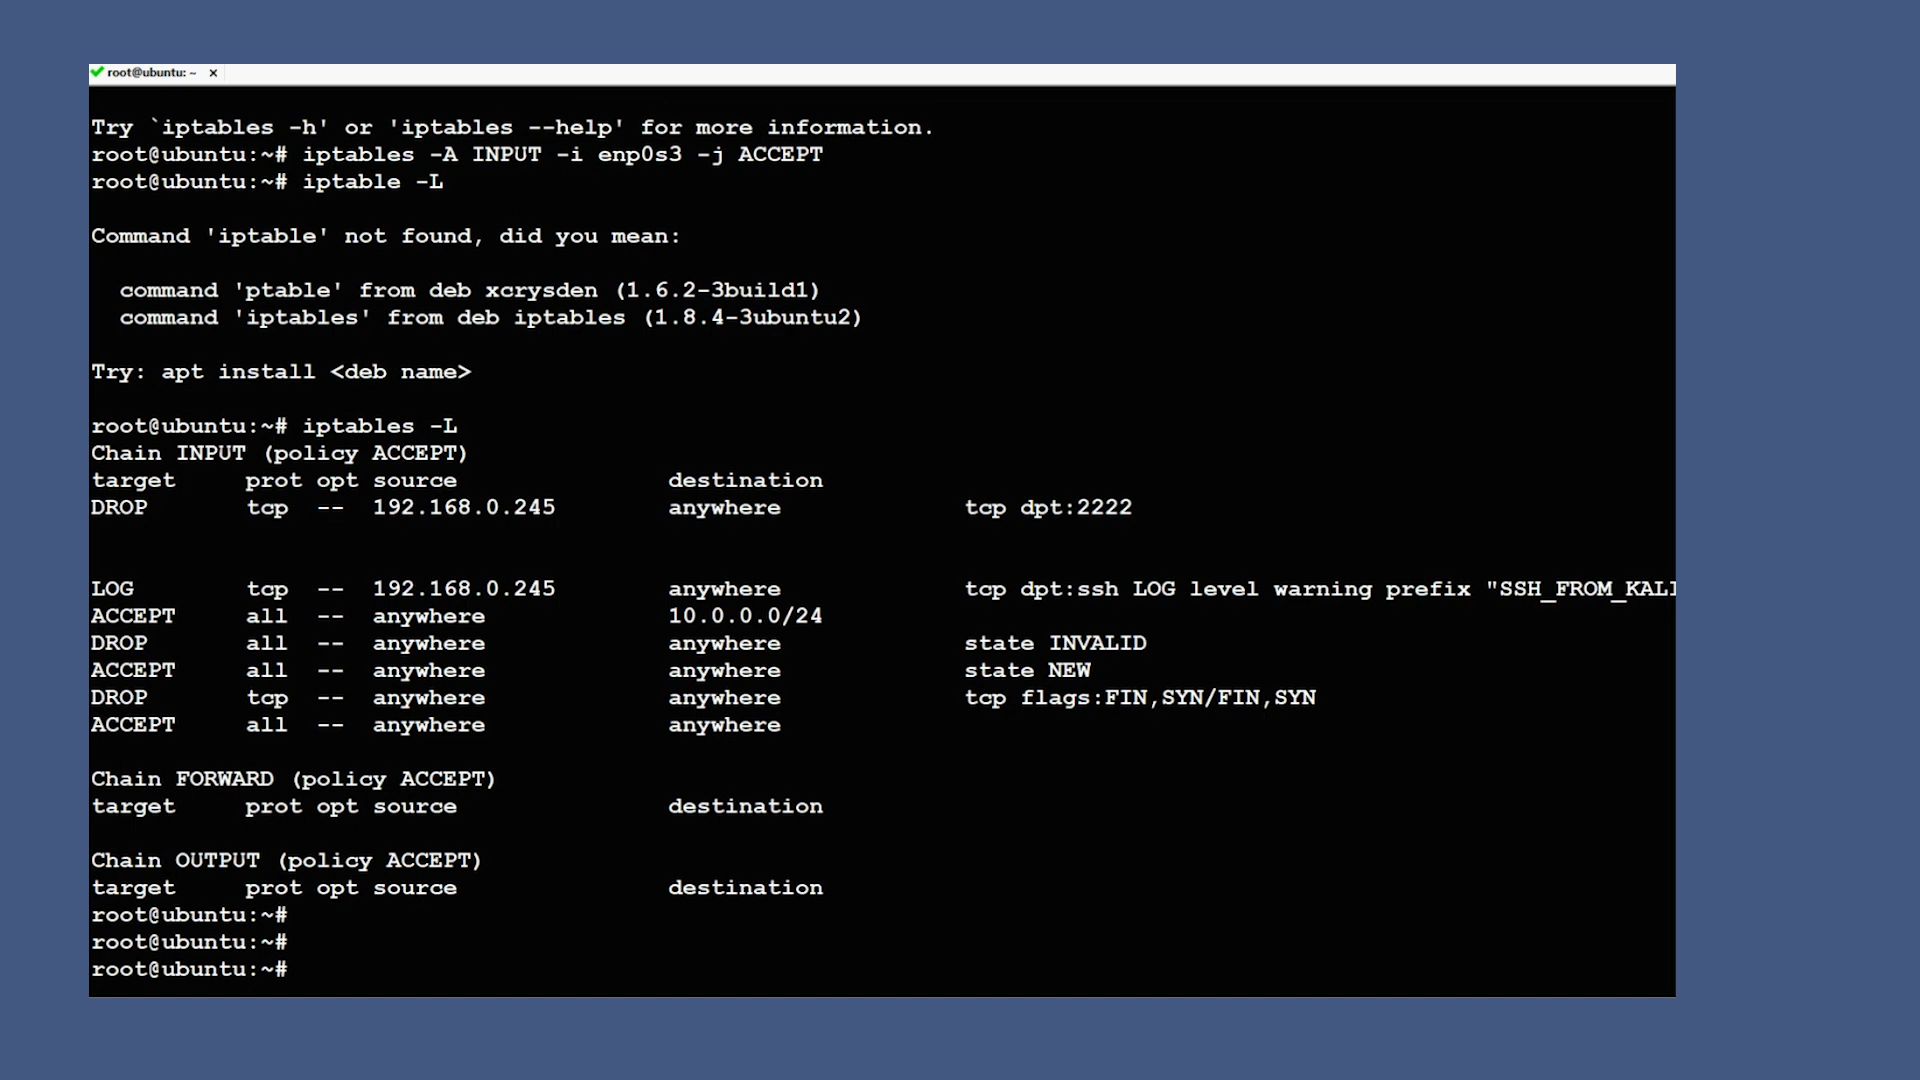 root@ubuntu: ~ ×
Try `iptables -h' or 'iptables --help' for more information.
root@ubuntu:~# iptables -A INPUT -i enp0s3 -j ACCEPT
root@ubuntu:~# iptable -L
Command 'iptable' not found, did you mean:
command 'ptable' from deb xcrysden (1.6.2-3build1)
command 'iptables' from deb iptables (1.8.4-3ubuntu2)
Try: apt install <deb name>
root@ubuntu:~# iptables -L
Chain INPUT (policy ACCEPT)
target prot opt source destination
DROP tcp -- 192.168.0.245 anywhere tcp dpt:2222
LOG tcp -- 192.168.0.245 anywhere tcp dpt:ssh LOG level warning prefix "SSH_FROM_KALI
ACCEPT all -- anywhere 10.0.0.0/24
DROP all -- anywhere anywhere state INVALID
ACCEPT all -- anywhere anywhere state NEW
DROP tcp -- anywhere anywhere tcp flags:FIN,SYN/FIN,SYN
ACCEPT all -- anywhere anywhere
Chain FORWARD (policy ACCEPT)
target prot opt source destination
Chain OUTPUT (policy ACCEPT)
target prot opt source destination
root@ubuntu:~#
root@ubuntu:~#
root@ubuntu:~#